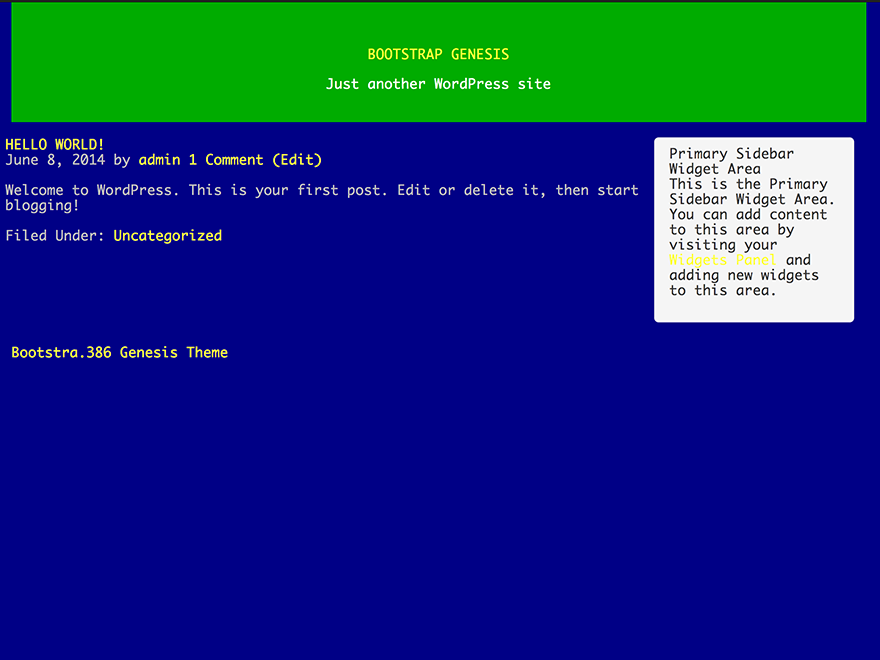 BOOTSTRAP GENESIS
Just another WordPress site
HELLO WORLD!
June 8, 2014 by admin 1 Comment (Edit)
Welcome to WordPress. This is your first post. Edit or delete it, then start
blogging!
Filed Under: Uncategorized
Primary Sidebar
Widget Area
This is the Primary
Sidebar Widget Area.
You can add content
to this area by
visiting your
Widgets Panel and
adding new widgets
to this area.
Bootstra.386 Genesis Theme